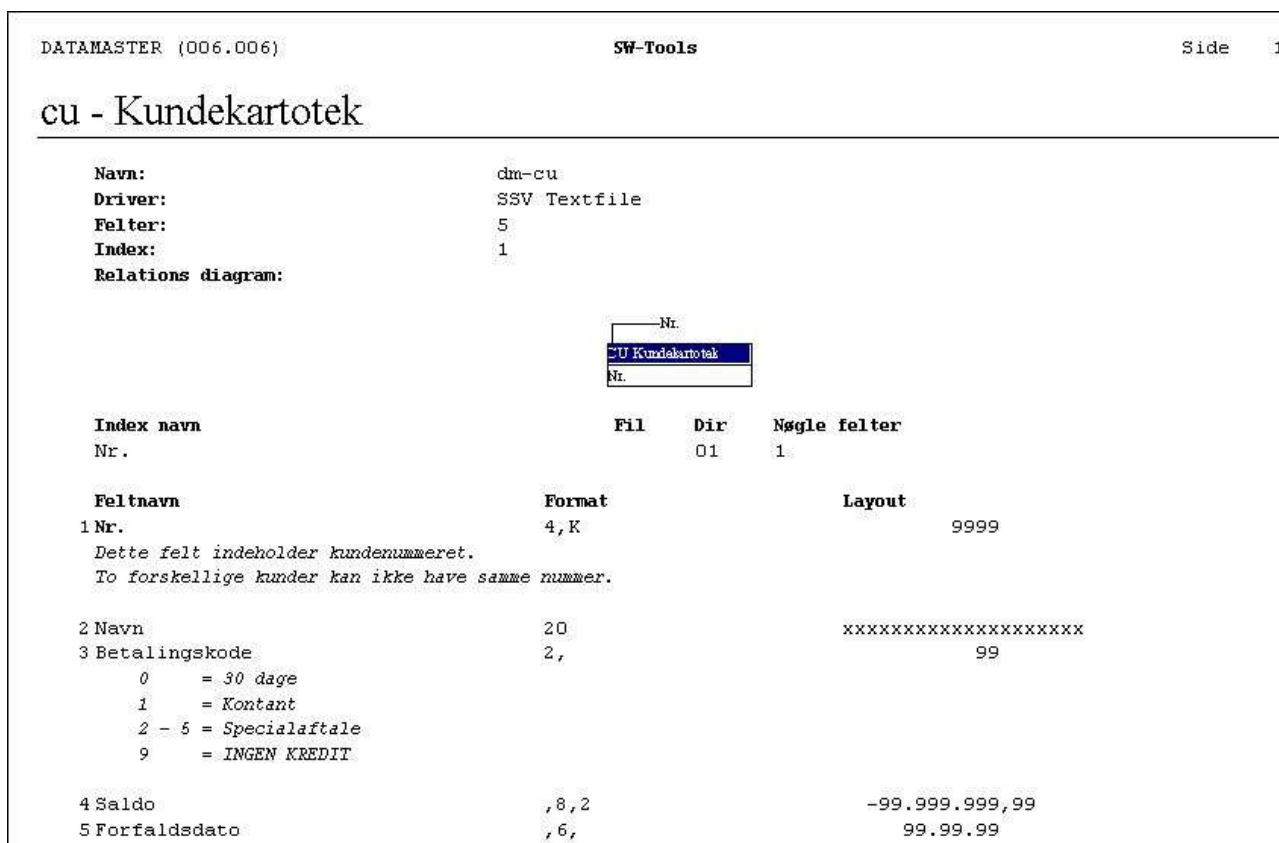 DATAMASTER (006.006) SW-Tools Side 1
cu - Kundekartotek
Navn: dm-cu
Driver: SSV Textfile
Felter: 5
Index: 1
Relations diagram:
Nr.
CU Kundekartotek
Nr.
Index navn Fil Dir Nøgle felter
Nr. 01 1
Feltnavn Format Layout
1 Nr. 4,K 9999
Dette felt indeholder kundenummeret.
To forskellige kunder kan ikke have samme nummer.
2 Navn 20 xxxxxxxxxxxxxxxxxxxx
3 Betalingskode 2, 99
0 = 30 dage
1 = Kontant
2 - 5 = Specialaftale
9 = INGEN KREDIT
4 Saldo ,8,2 -99.999.999,99
5 Forfaldsdato ,6, 99.99.99